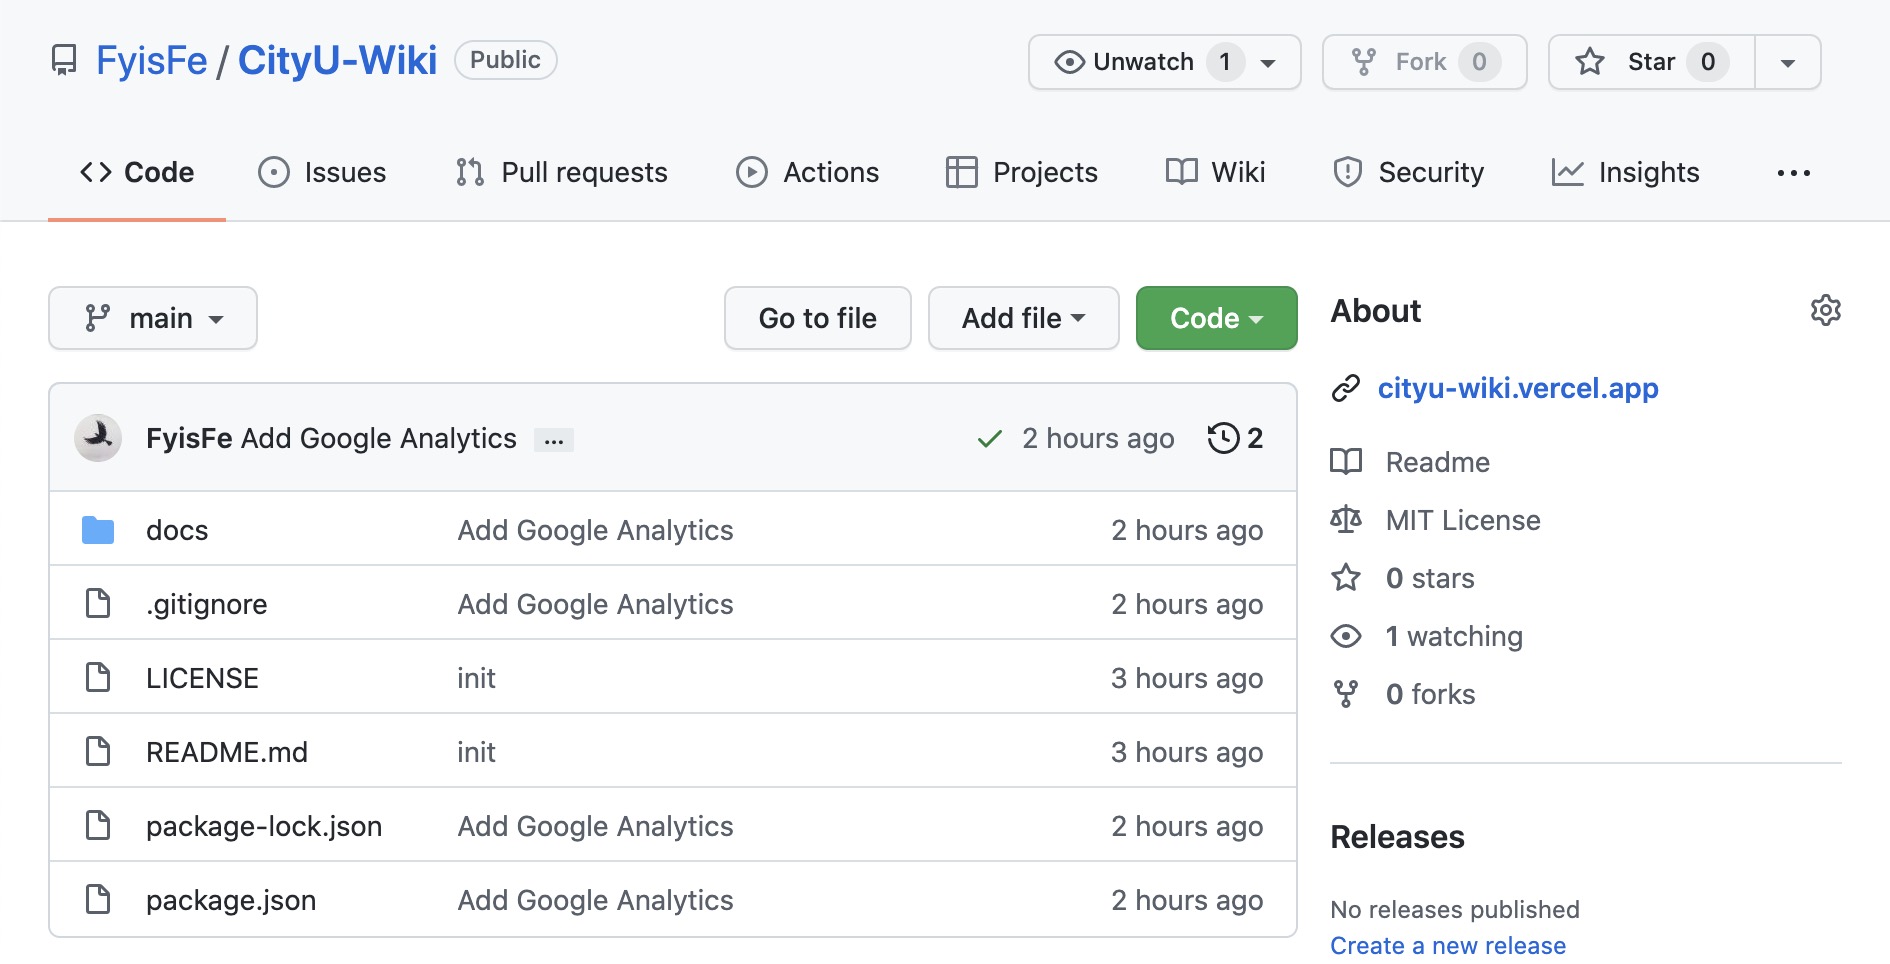 FyisFe / CityU-Wiki Public
Unwatch 1
Fork 0
Star 0
Code
Issues
Pull requests
Actions
Projects
Wiki
Security
Insights
main
Go to file
Add file
Code
FyisFe Add Google Analytics ...
2 hours ago
2
docs Add Google Analytics 2 hours ago
.gitignore Add Google Analytics 2 hours ago
LICENSE init 3 hours ago
README.md init 3 hours ago
package-lock.json Add Google Analytics 2 hours ago
package.json Add Google Analytics 2 hours ago
About
cityu-wiki.vercel.app
Readme
MIT License
0 stars
1 watching
0 forks
Releases
No releases published
Create a new release